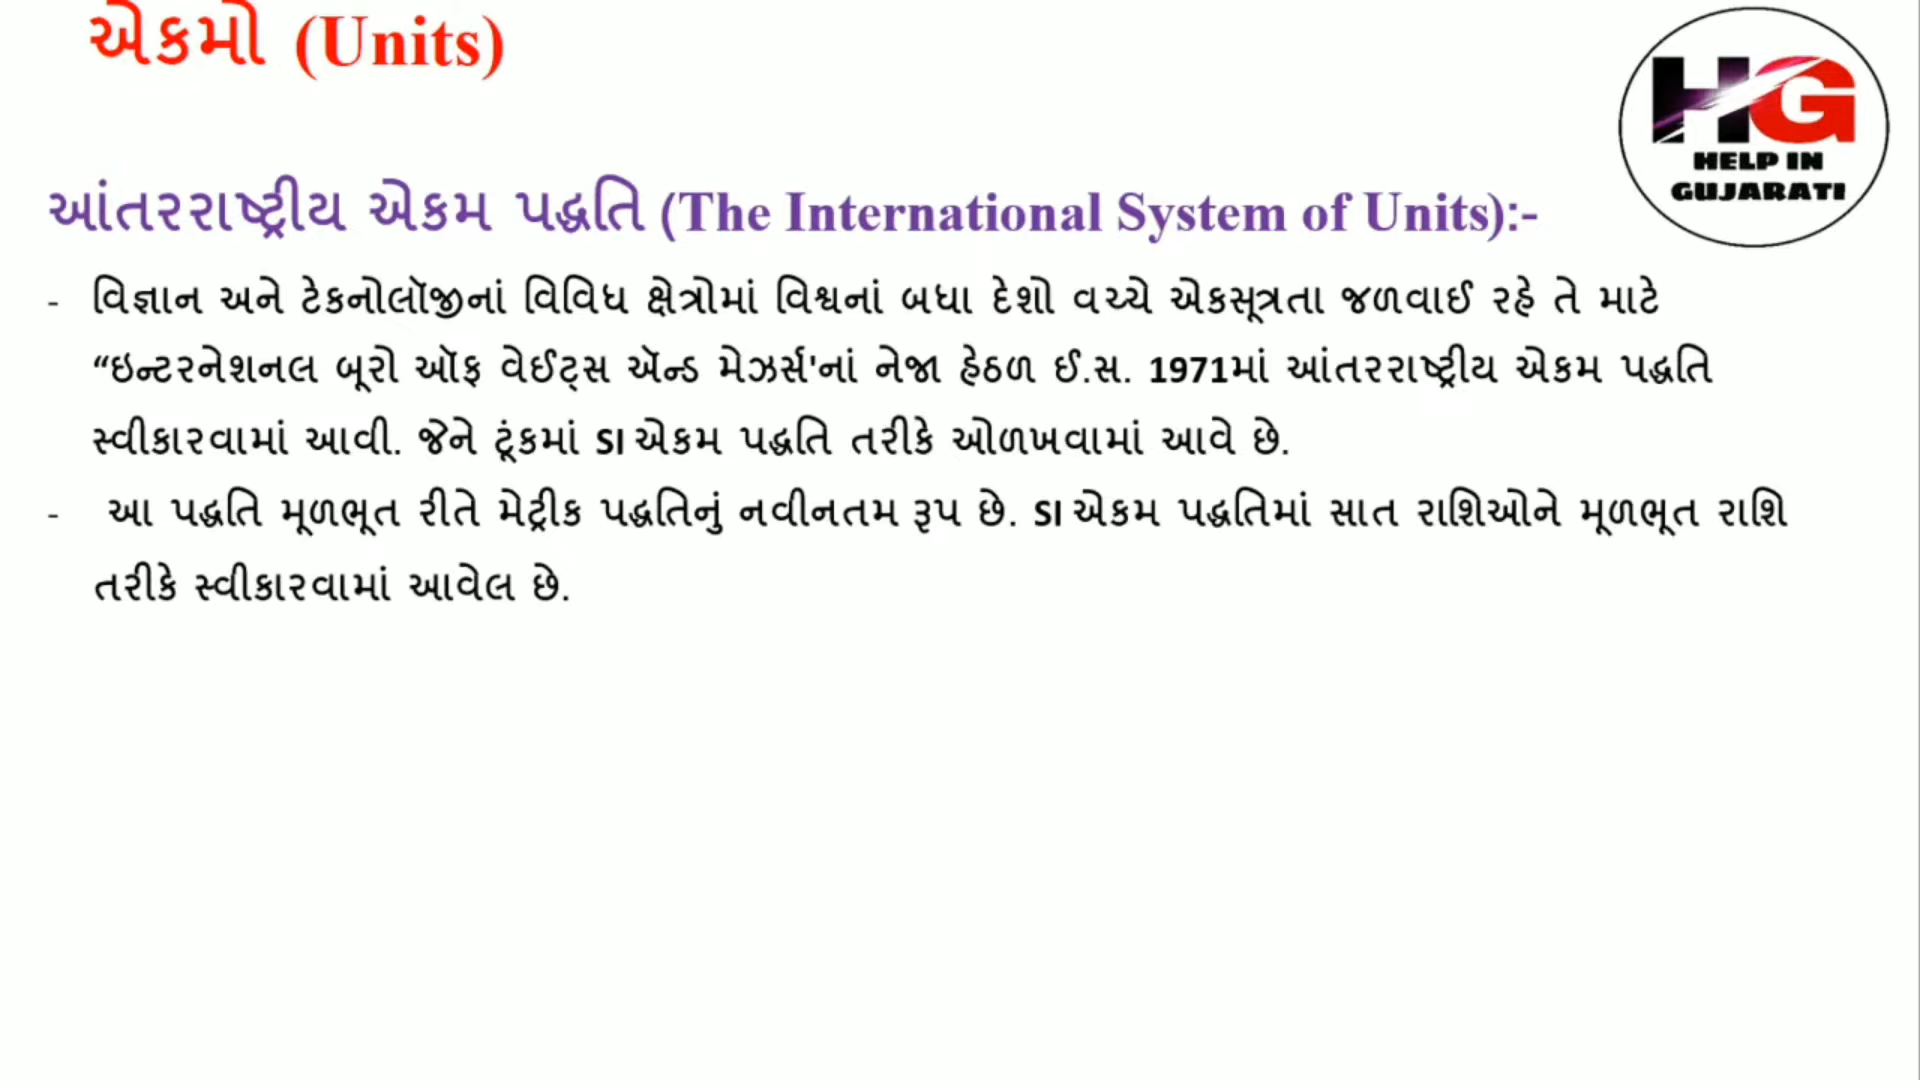 એકમો (Units)
HG
HELP IN
GUJARATI
આંતરરાષ્ટ્રીય એકમ પદ્ધતિ (The International System of Units):-
- વિજ્ઞાન અને ટેકનોલૉજીનાં વિવિધ ક્ષેત્રોમાં વિશ્વનાં બધા દેશો વચ્ચે એકસૂત્રતા જળવાઈ રહે તે માટે
“ઇન્ટરનેશનલ બૂરો ઑફ વેઈટ્સ ઍન્ડ મેઝર્સ'નાં નેજા હેઠળ ઈ.સ. 1971માં આંતરરાષ્ટ્રીય એકમ પદ્ધતિ
સ્વીકારવામાં આવી. જેને ટૂંકમાં SI એકમ પદ્ધતિ તરીકે ઓળખવામાં આવે છે.
- આ પદ્ધતિ મૂળભૂત રીતે મેટ્રીક પદ્ધતિનું નવીનતમ રૂપ છે. SI એકમ પદ્ધતિમાં સાત રાશિઓને મૂળભૂત રાશિ
તરીકે સ્વીકારવામાં આવેલ છે.